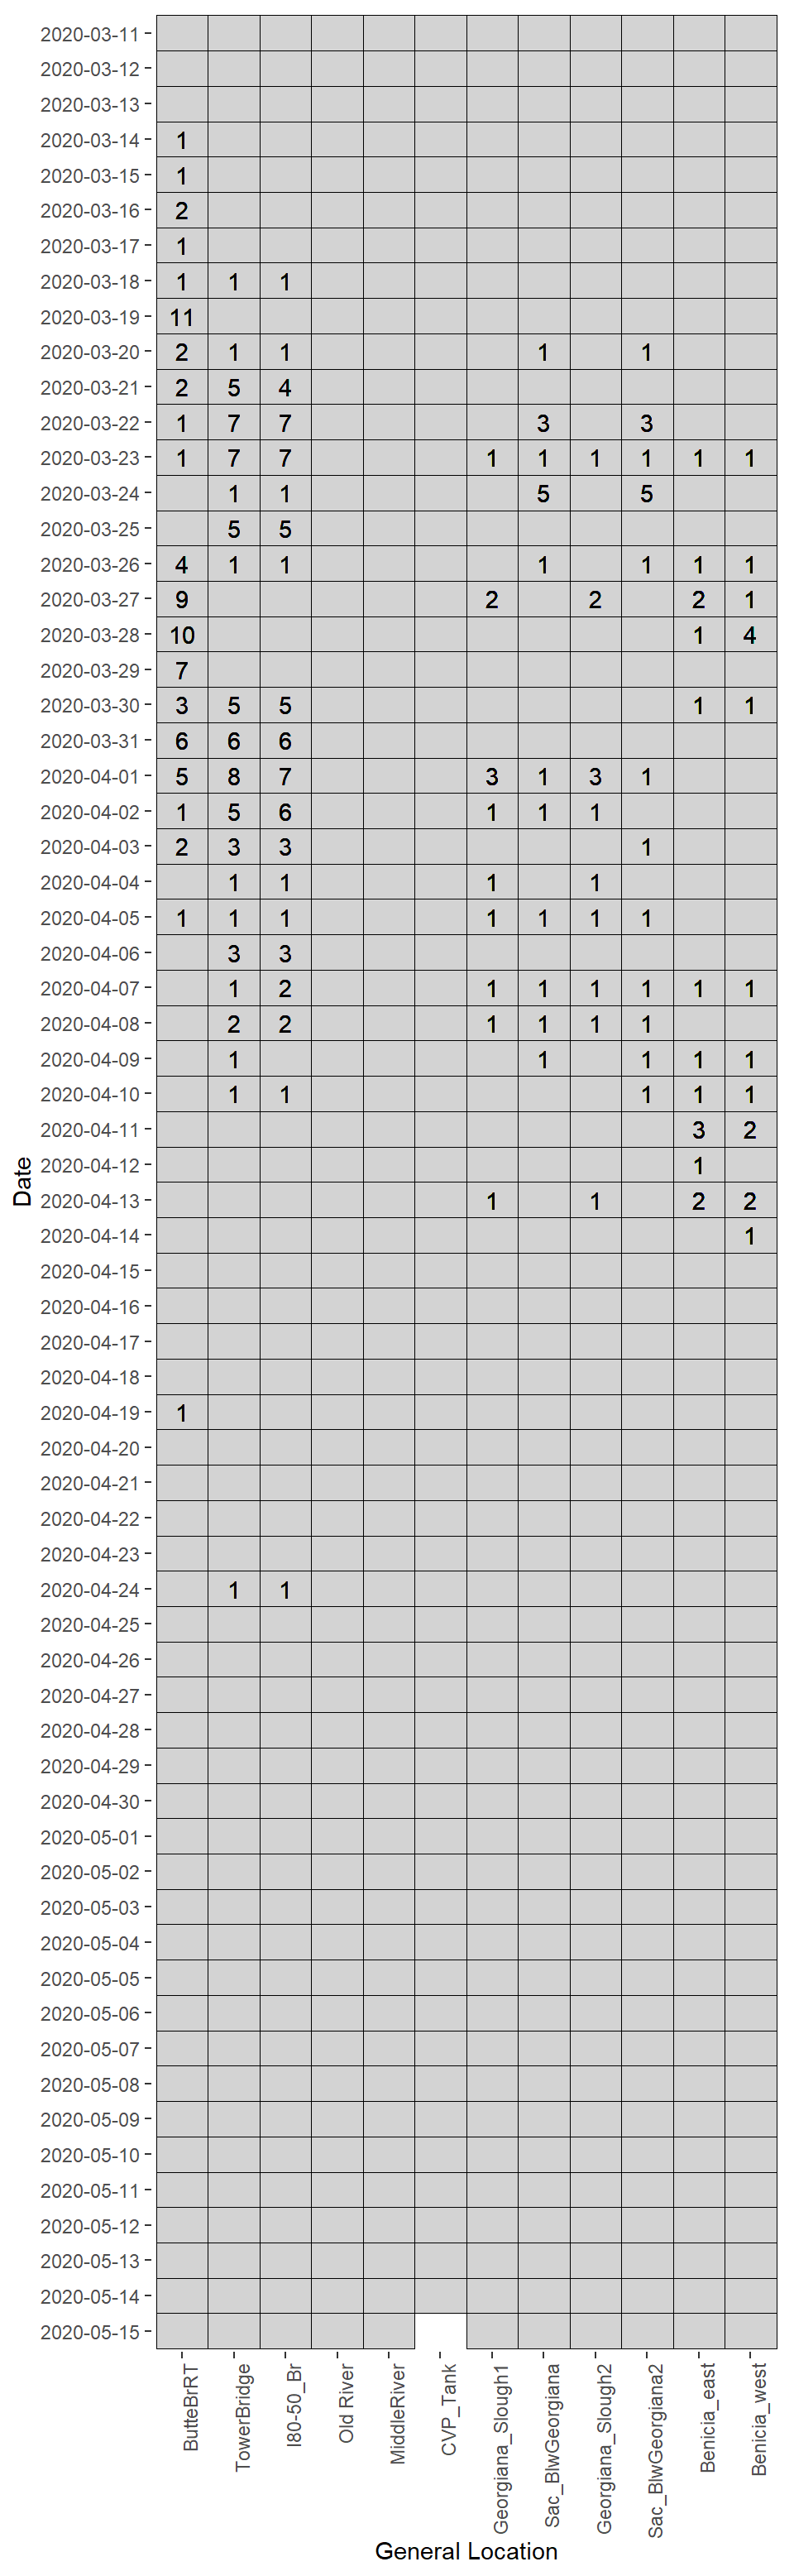 2020-03-11
2020-03-12
2020-03-13
2020-03-14 1
2020-03-15 1
2020-03-16 2
2020-03-17 1
2020-03-18 1 1 1
2020-03-19 11
2020-03-20 2 1 1 1 1
2020-03-21 2 5 4
2020-03-22 1 7 7 3 3
2020-03-23 1 7 7 1 1 1 1 1 1
2020-03-24 1 1 5 5
2020-03-25 5 5
2020-03-26 4 1 1 1 1 1 1
2020-03-27 9 2 2 2 1
2020-03-28 10 1 4
2020-03-29 7
2020-03-30 3 5 5 1 1
2020-03-31 6 6 6
2020-04-01 5 8 7 3 1 3 1
2020-04-02 1 5 6 1 1 1
2020-04-03 2 3 3 1
2020-04-04 1 1 1 1
2020-04-05 1 1 1 1 1 1 1
2020-04-06 3 3
2020-04-07 1 2 1 1 1 1 1 1
2020-04-08 2 2 1 1 1 1
2020-04-09 1 1 1 1 1
2020-04-10 1 1 1 1 1
2020-04-11 3 2
2020-04-12 1
Date
2020-04-13 1 1 2 2
2020-04-14 1
2020-04-15
2020-04-16
2020-04-17
2020-04-18
2020-04-19 1
2020-04-20
2020-04-21
2020-04-22
2020-04-23
2020-04-24 1 1
2020-04-25
2020-04-26
2020-04-27
2020-04-28
2020-04-29
2020-04-30
2020-05-01
2020-05-02
2020-05-03
2020-05-04
2020-05-05
2020-05-06
2020-05-07
2020-05-08
2020-05-09
2020-05-10
2020-05-11
2020-05-12
2020-05-13
2020-05-14
2020-05-15
ButteBrRT
TowerBridge
I80-50_Br
Old River
MiddleRiver
CVP_Tank
Georgiana_Slough1
Sac_BlwGeorgiana
Georgiana_Slough2
Sac_BlwGeorgiana2
Benicia_east
Benicia_west
General Location